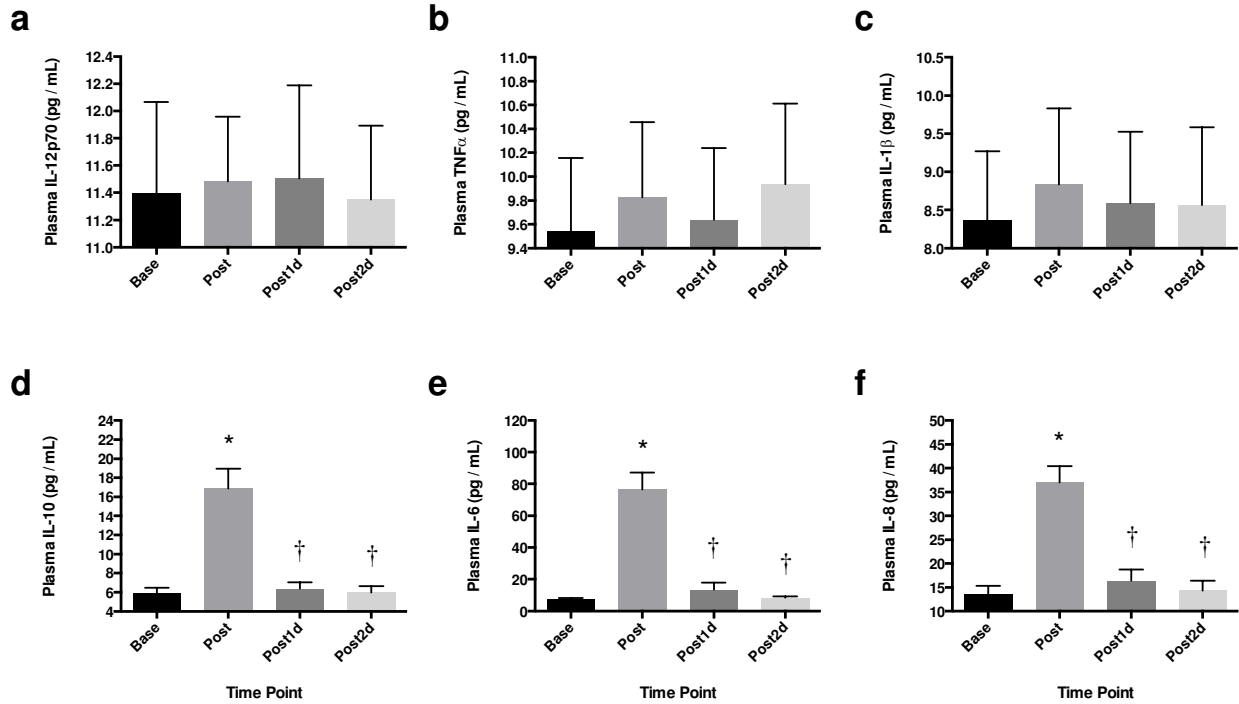 a
Plasma IL-12p70 (pg / mL)
12.4
12.2
12.0
11.8
11.6
11.4
11.2
11.0
Base
Post
Post1d
Post2d
b
Plasma TNFα (pg / mL)
11.0
10.8
10.6
10.4
10.2
10.0
9.8
9.6
9.4
Base
Post
Post1d
Post2d
c
Plasma IL-1β (pg / mL)
10.5
10.0
9.5
9.0
8.5
8.0
Base
Post
Post1d
Post2d
d
Plasma IL-10 (pg / mL)
24
22
20
18
16
14
12
10
8
6
4
*
†
†
Base
Post
Post1d
Post2d
Time Point
e
Plasma IL-6 (pg / mL)
120
100
80
60
40
20
0
*
†
†
Base
Post
Post1d
Post2d
Time Point
f
Plasma IL-8 (pg / mL)
50
45
40
35
30
25
20
15
10
*
†
†
Base
Post
Post1d
Post2d
Time Point